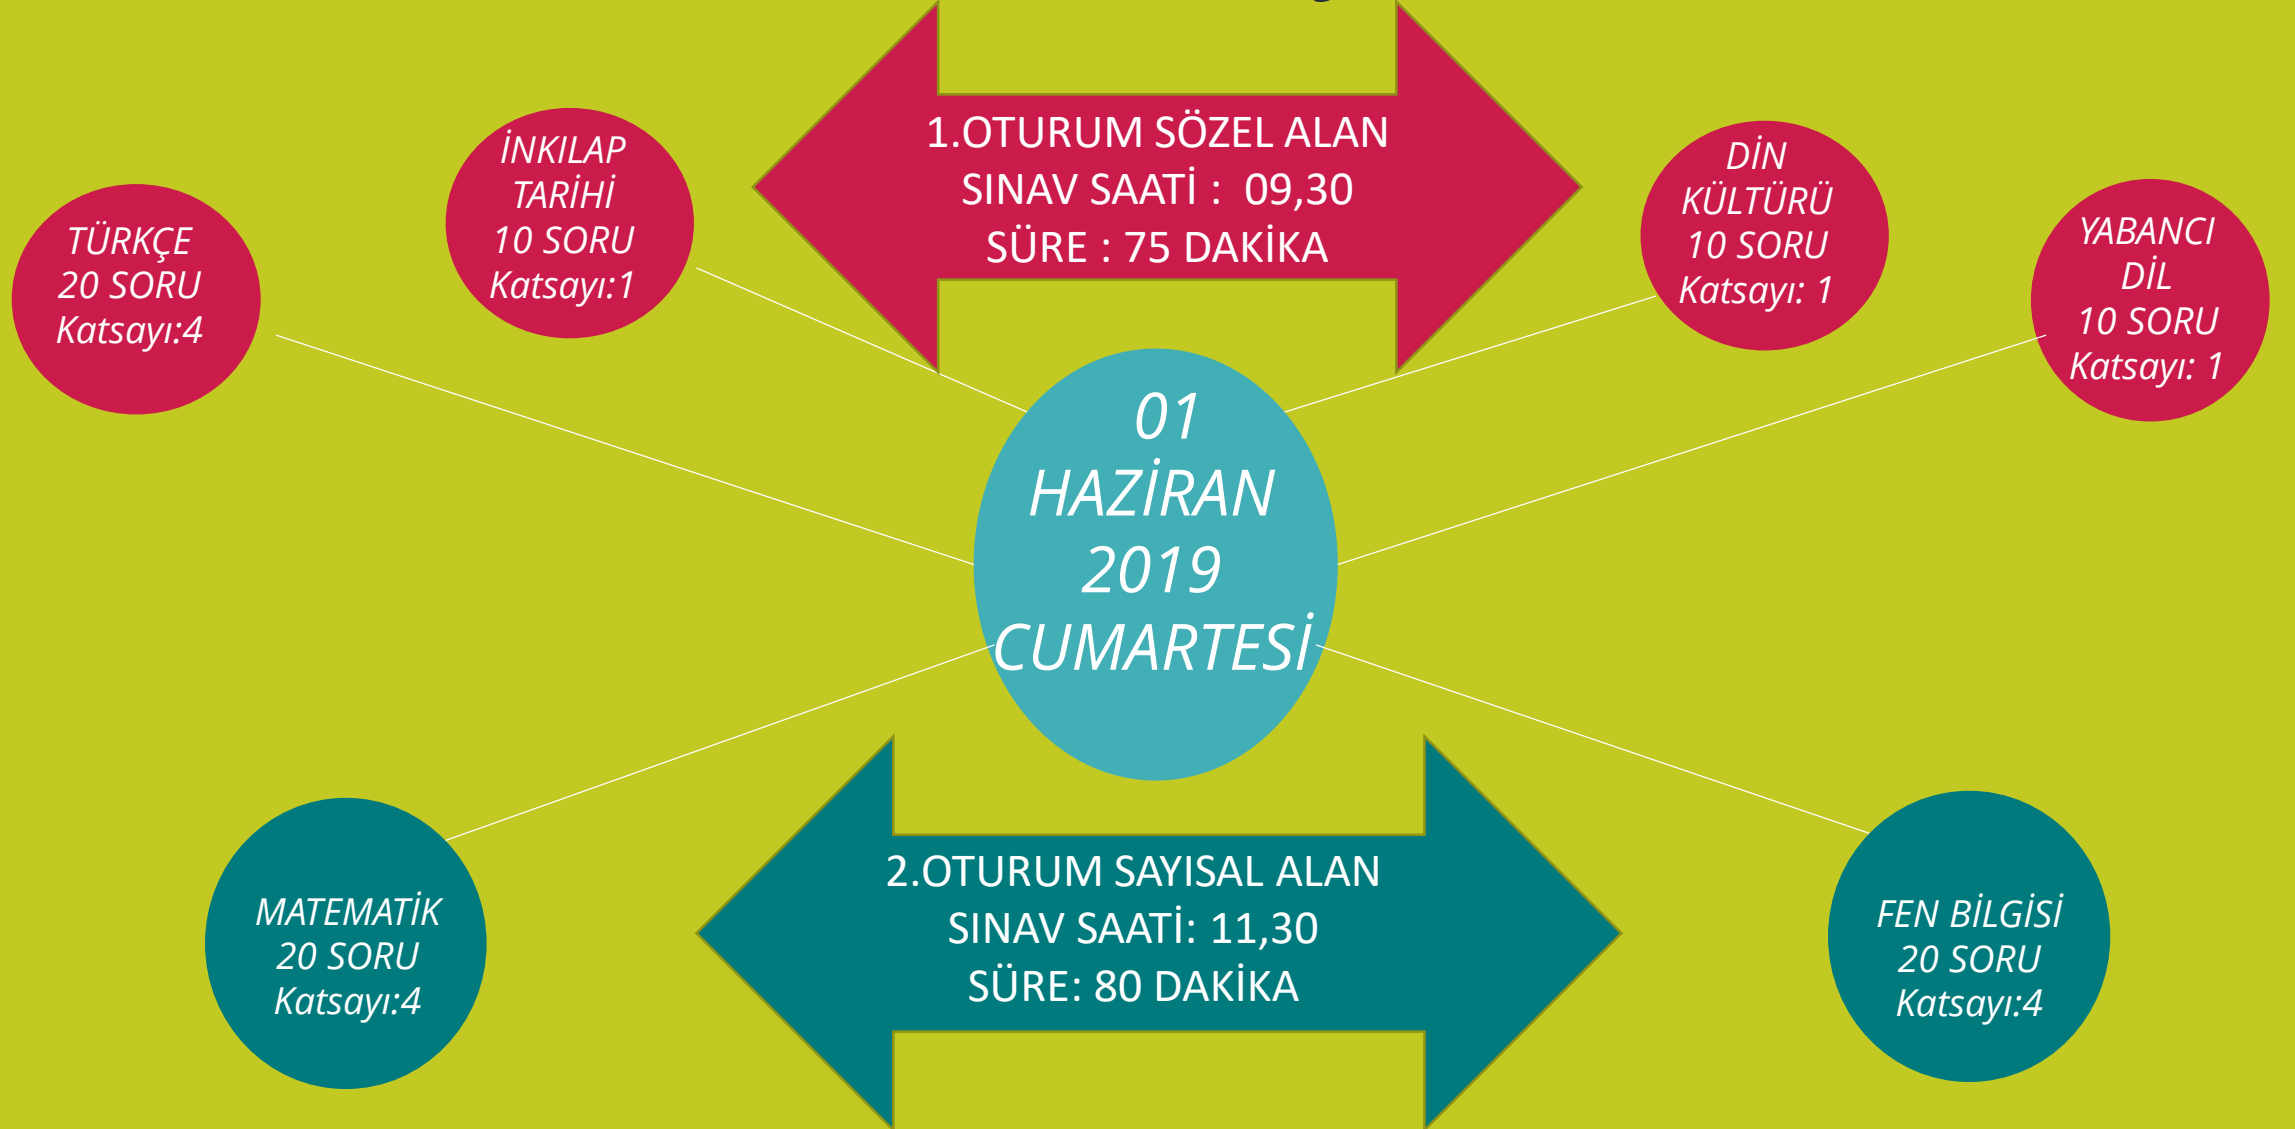 1.OTURUM SÖZEL ALAN
SINAV SAATİ : 09,30
SÜRE : 75 DAKİKA
TÜRKÇE
20 SORU
Katsayı:4
İNKILAP
TARİHİ
10 SORU
Katsayı:1
DİN
KÜLTÜRÜ
10 SORU
Katsayı: 1
YABANCI
DİL
10 SORU
Katsayı: 1
01
HAZİRAN
2019
CUMARTESİ
MATEMATİK
20 SORU
Katsayı:4
2.OTURUM SAYISAL ALAN
SINAV SAATİ: 11,30
SÜRE: 80 DAKİKA
FEN BİLGİSİ
20 SORU
Katsayı:4